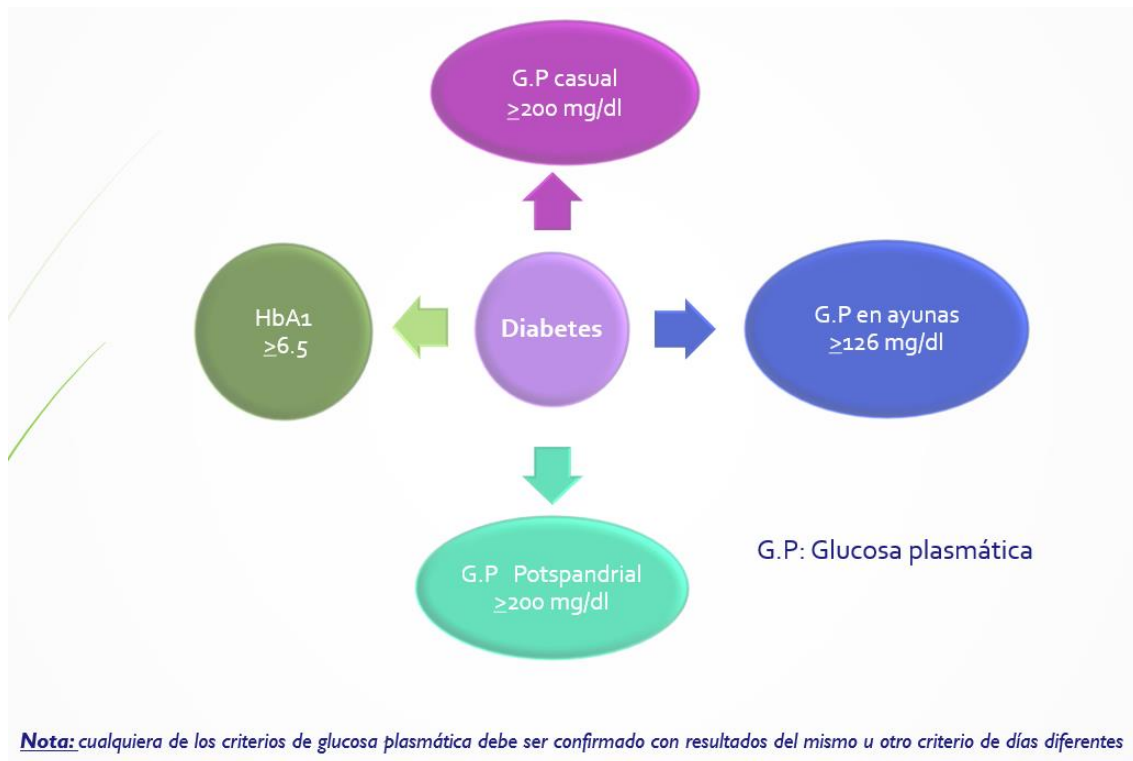 G.P casual
≥200 mg/dl
HbA1
≥6.5
Diabetes
G.P en ayunas
≥126 mg/dl
G.P Potspandrial
≥200 mg/dl
G.P: Glucosa plasmática
Nota: cualquiera de los criterios de glucosa plasmática debe ser confirmado con resultados del mismo u otro criterio de días diferentes